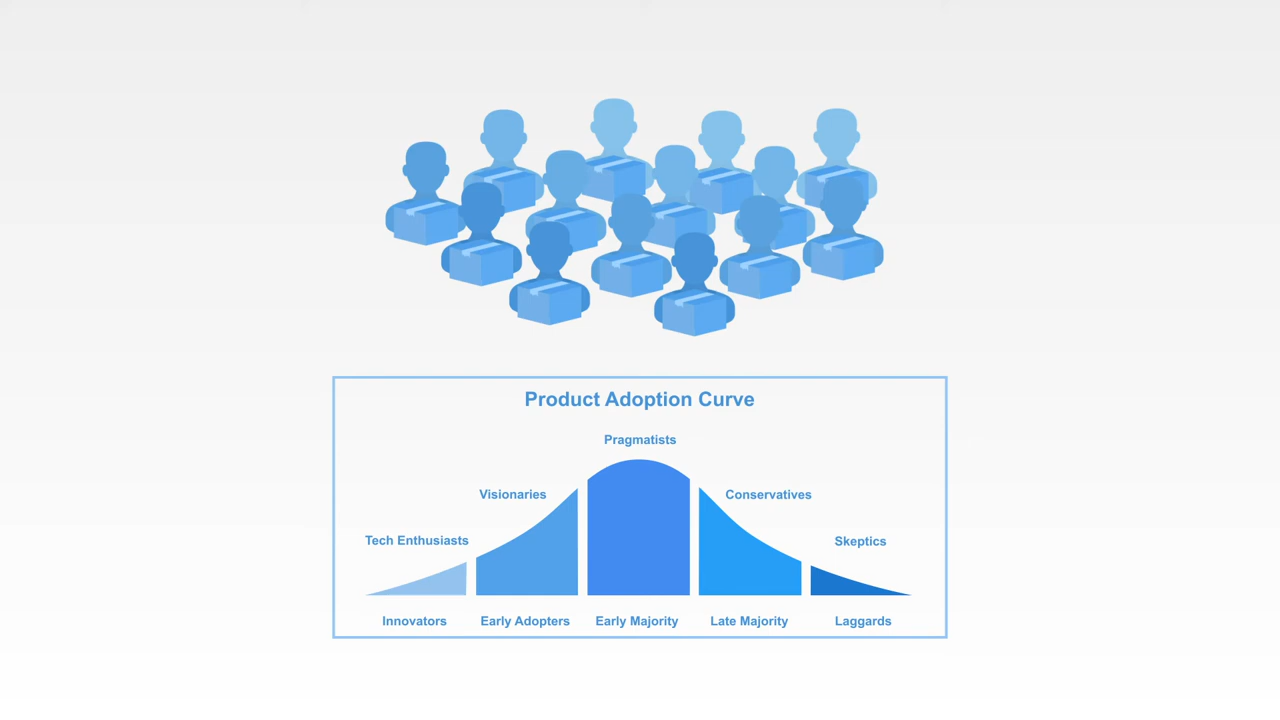 Product Adoption Curve
Pragmatists
Visionaries
Conservatives
Tech Enthusiasts
Skeptics
Innovators
Early Adopters
Early Majority
Late Majority
Laggards